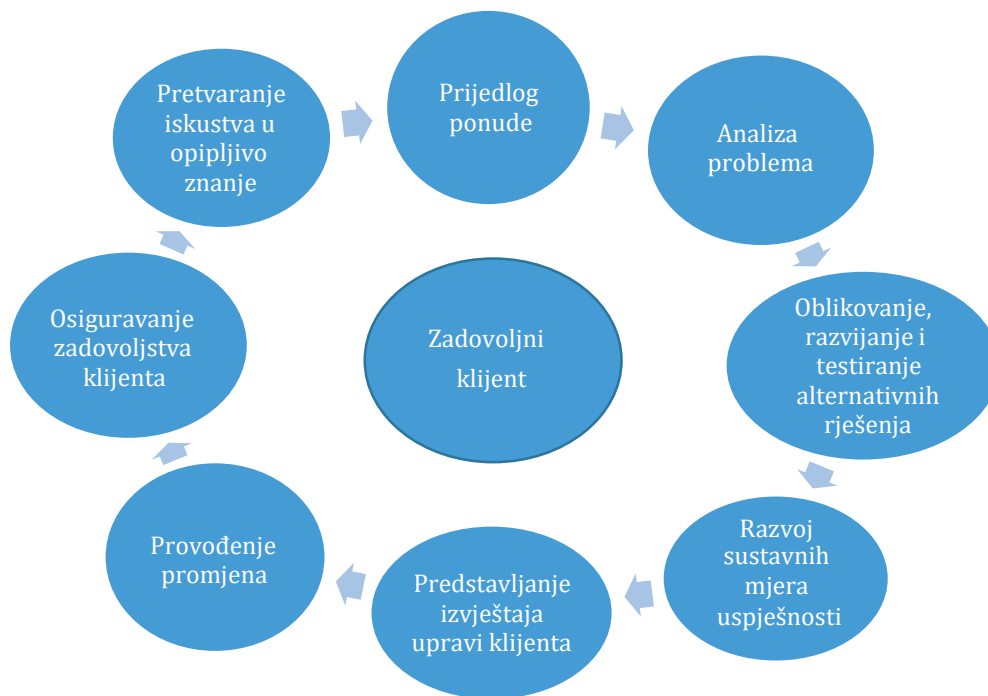 Prijedlog
ponude
Analiza
problema
Oblikovanje,
razvijanje i
testiranje
alternativnih
rješenja
Razvoj
sustavnih
mjera
uspješnosti
Predstavljanje
izvještaja
upravi klijenta
Provođenje
promjena
Osiguravanje
zadovoljstva
klijenta
Pretvaranje
iskustva u
opipljivo
znanje
Zadovoljni
klijent